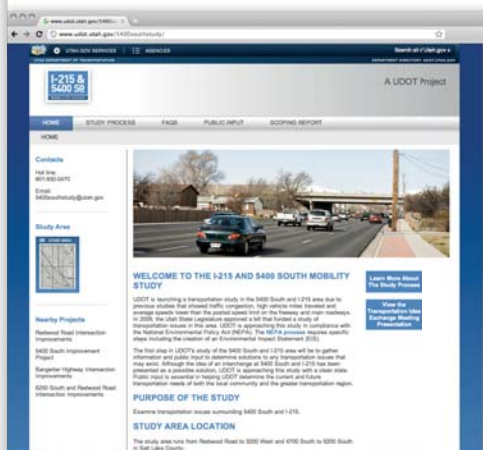 www.udot.utah.gov/5400so
www.udot.utah.gov/5400southstudy/
UTAH.GOV SERVICES
AGENCIES
Search all of Utah.gov »
UTAH DEPARTMENT OF TRANSPORTATION
I-215 &
5400 SO
A UDOT Project
HOME
STUDY PROCESS
FAQS
PUBLIC INPUT
SCOPING REPORT
HOME
Contacts
Hot line:
Email:
5400southstudy@utah.gov
Study Area
Nearby Projects
Redwood Road Intersection
Improvements
5400 South Improvement
Project
Bangerter Highway Intersection
Improvements
6200 South and Redwood Road
Intersection Improvements
WELCOME TO THE I-215 AND 5400 SOUTH MOBILITY
STUDY
UDOT is launching a transportation study in the 5400 South and I-215 area due to
previous studies that showed traffic congestion, high vehicle miles traveled and
average speeds lower than the posted speed limit on the freeway and main roadways.
In 2009, the Utah State Legislature approved a bill that funded a study of
transportation issues in this area. UDOT is approaching this study in compliance with
the National Environmental Policy Act (NEPA). The NEPA process requires specific
steps including the creation of an Environmental Impact Statement (EIS).
The first step in UDOT's study of the 5400 South and I-215 area will be to gather
information and public input to determine solutions to any transportation issues that
may exist. Although the idea of an interchange at 5400 South and I-215 has been
presented as a possible solution, UDOT is approaching this study with a clean slate.
Public input is essential in helping UDOT determine the current and future
transportation needs of both the local community and the greater transportation region.
PURPOSE OF THE STUDY
Examine transportation issues surrounding 5400 South and I-215.
STUDY AREA LOCATION
The study area runs from Redwood Road to 3200 West and 4700 South to 6200 South
in Salt Lake County.
Learn More About
The Study Process
View the
Transportation Idea
Exchange Meeting
Presentation